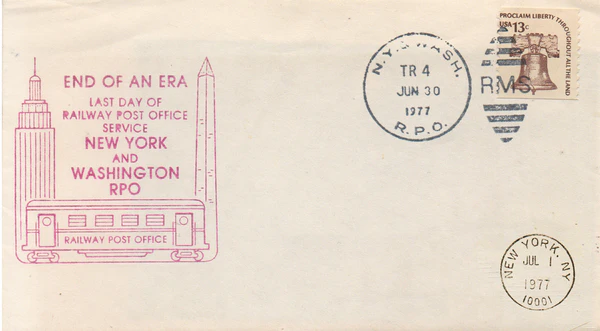 END OF AN ERA
LAST DAY OF
RAILWAY POST OFFICE
SERVICE
NEW YORK
AND
WASHINGTON
RPO
RAILWAY POST OFFICE
N.Y. & WASH.
TR 4
JUN 30
1977
R.P.O.
R.M.S.
PROCLAIM LIBERTY THROUGHOUT ALL THE LAND
USA 13c
NEW YORK, NY
JUL 1
1977
10001